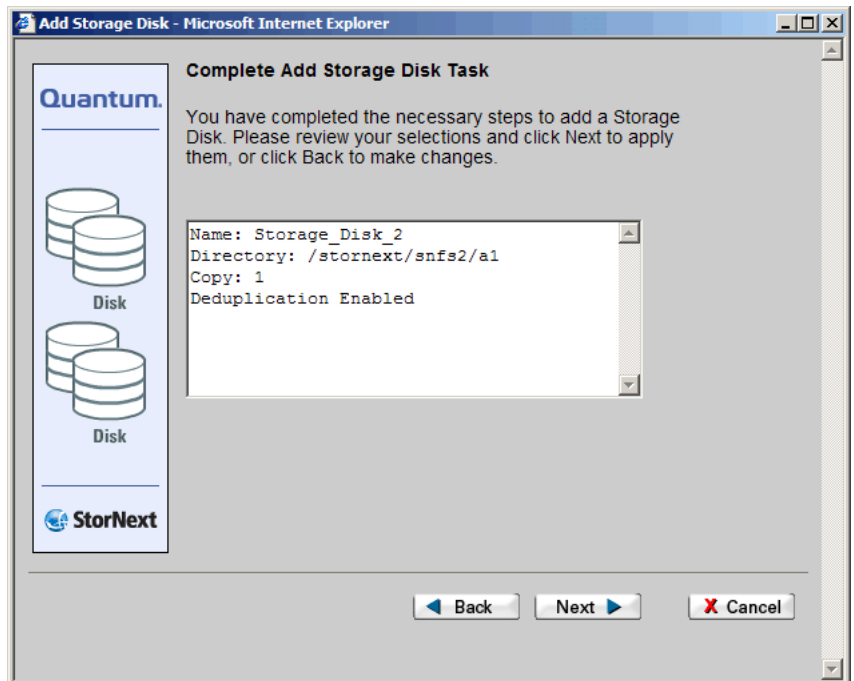 Add Storage Disk - Microsoft Internet Explorer
Quantum.
Disk
Disk
StorNext
Complete Add Storage Disk Task
You have completed the necessary steps to add a Storage
Disk. Please review your selections and click Next to apply
them, or click Back to make changes.
Name: Storage_Disk_2
Directory: /stornext/snfs2/a1
Copy: 1
Deduplication Enabled
Back
Next
X Cancel